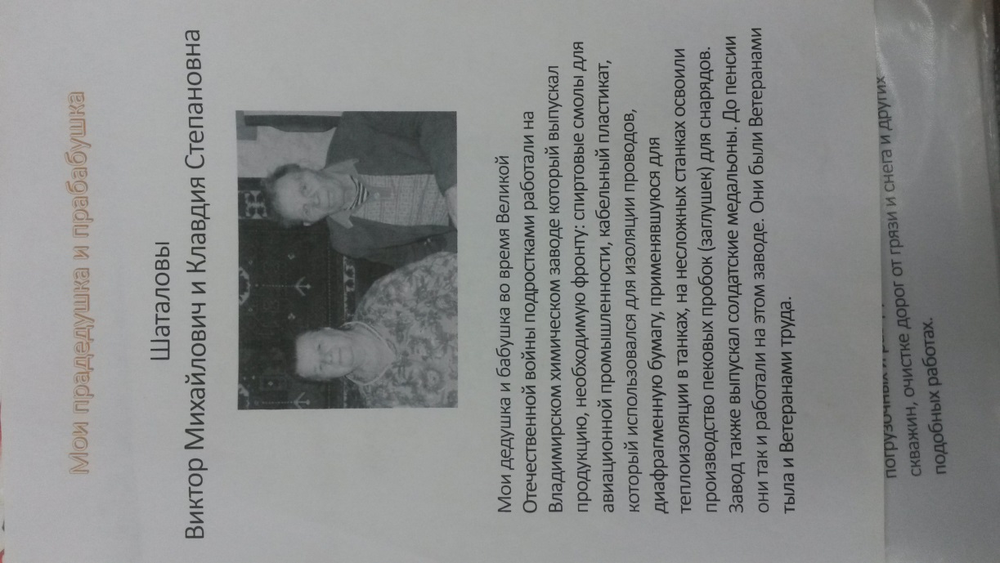 Мои прадедушка и прабабушка
Шаталовы
Виктор Михайлович и Клавдия Степановна
Мои дедушка и бабушка во время Великой
Отечественной войны подростками работали на
Владимирском химическом заводе который выпускал
продукцию, необходимую фронту: спиртовые смолы для
авиационной промышленности, кабельный пластикат,
который использовался для изоляции проводов,
диафрагменную бумагу, применявшуюся для
теплоизоляции в танках, на несложных станках освоили
производство пековых пробок (заглушек) для снарядов.
Завод также выпускал солдатские медальоны. До пенсии
они так и работали на этом заводе. Они были Ветеранами
тыла и Ветеранами труда.
погрузочных и
скважин, очистке дорог от грязи и снега и других
подобных работах.